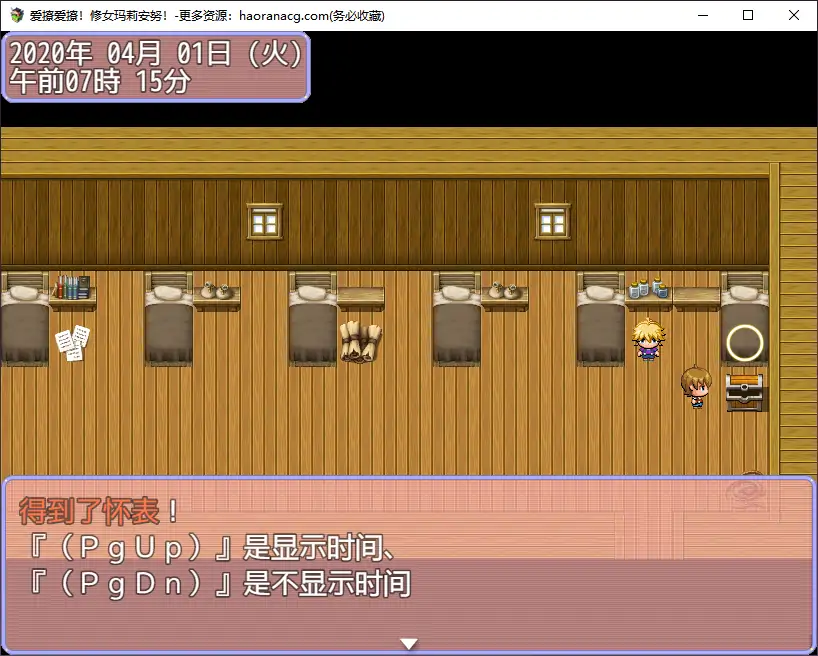 爱撩爱撩！修女玛莉安努！-更多资源：haoranacg.com(务必收藏)
2020年 04月 01日 (火)
午前07時 15分
得到了怀表！
『（ＰｇＵｐ）』是显示时间、
『（ＰｇＤｎ）』是不显示时间